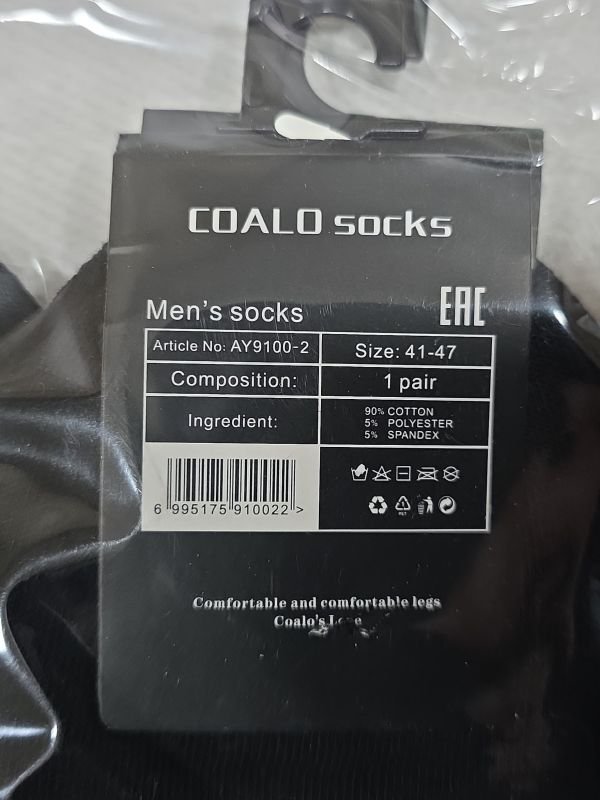 COALO socks
Men's socks
EAC
Article No: AY9100-2
Size: 41-47
Composition:
1 pair
Ingredient:
90% COTTON
5% POLYESTER
5% SPANDEX
6 995175 910022 >
Comfortable and comfortable legs
Coalo's